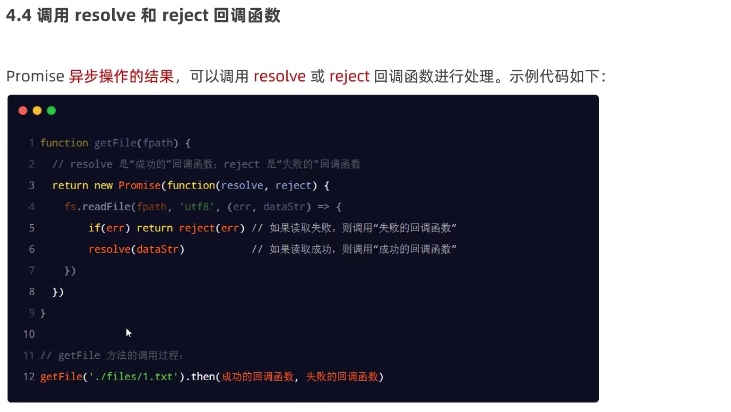 4.4 调用 resolve 和 reject 回调函数
Promise 异步操作的结果，可以调用 resolve 或 reject 回调函数进行处理。示例代码如下：
1 function getFile(fpath) {
2 // resolve 是“成功的”回调函数；reject 是“失败的”回调函数
3 return new Promise(function(resolve, reject) {
4 fs.readFile(fpath, 'utf8', (err, dataStr) => {
5 if(err) return reject(err) // 如果读取失败，则调用“失败的回调函数”
6 resolve(dataStr) // 如果读取成功，则调用“成功的回调函数”
7 })
8 })
9 }
10
11 // getFile 方法的调用过程：
12 getFile('./files/1.txt').then(成功的回调函数, 失败的回调函数)